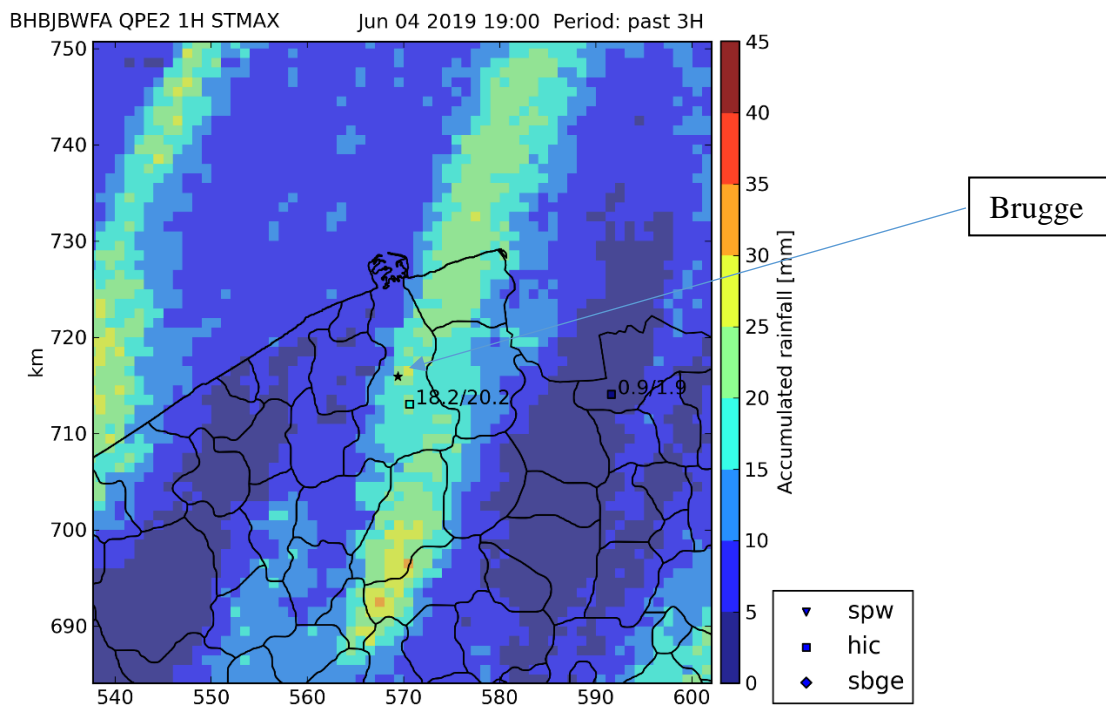 BHBJBWFA QPE2 1H STMAX Jun 04 2019 19:00 Period: past 3H
750
740
730
720
710
700
690
km
540 550 560 570 580 590 600
18.2/20.2
0.9/1.9
45
40
35
30
25
20
15
10
5
0
Accumulated rainfall [mm]
Brugge
spw
hic
sbge